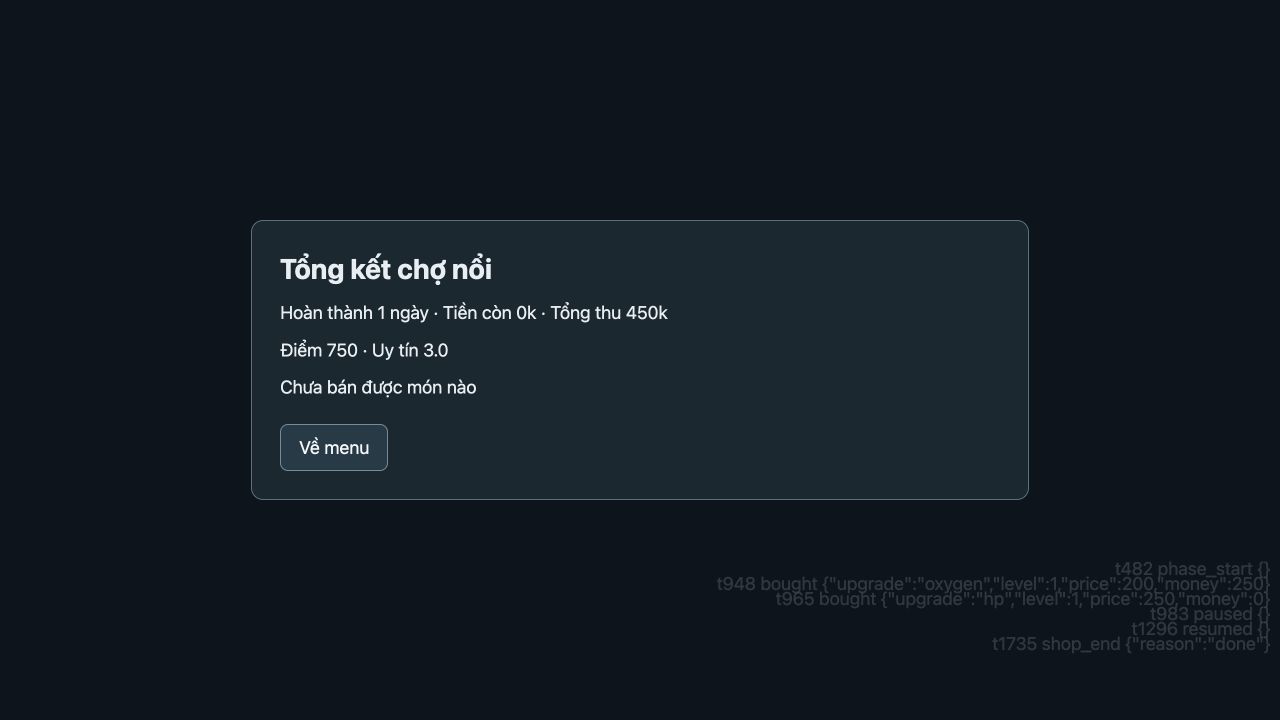 Tổng kết chợ nổi
Hoàn thành 1 ngày · Tiền còn 0k · Tổng thu 450k
Điểm 750 · Uy tín 3.0
Chưa bán được món nào
Về menu
t482 phase_start {}
t948 bought {"upgrade":"oxygen","level":1,"price":200,"money":250}
t965 bought {"upgrade":"hp","level":1,"price":250,"money":0}
t983 paused {}
t1296 resumed {}
t1735 shop_end {"reason":"done"}